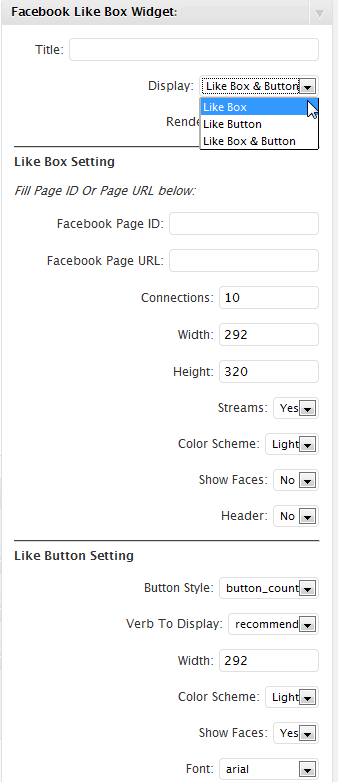 Facebook Like Box Widget:
Title:
Display: Like Box & Button
Like Box
Like Button
Like Box & Button
Like Box Setting
Fill Page ID Or Page URL below:
Facebook Page ID:
Facebook Page URL:
Connections: 10
Width: 292
Height: 320
Streams: Yes
Color Scheme: Light
Show Faces: No
Header: No
Like Button Setting
Button Style: button_count
Verb To Display: recommend
Width: 292
Color Scheme: Light
Show Faces: Yes
Font: arial